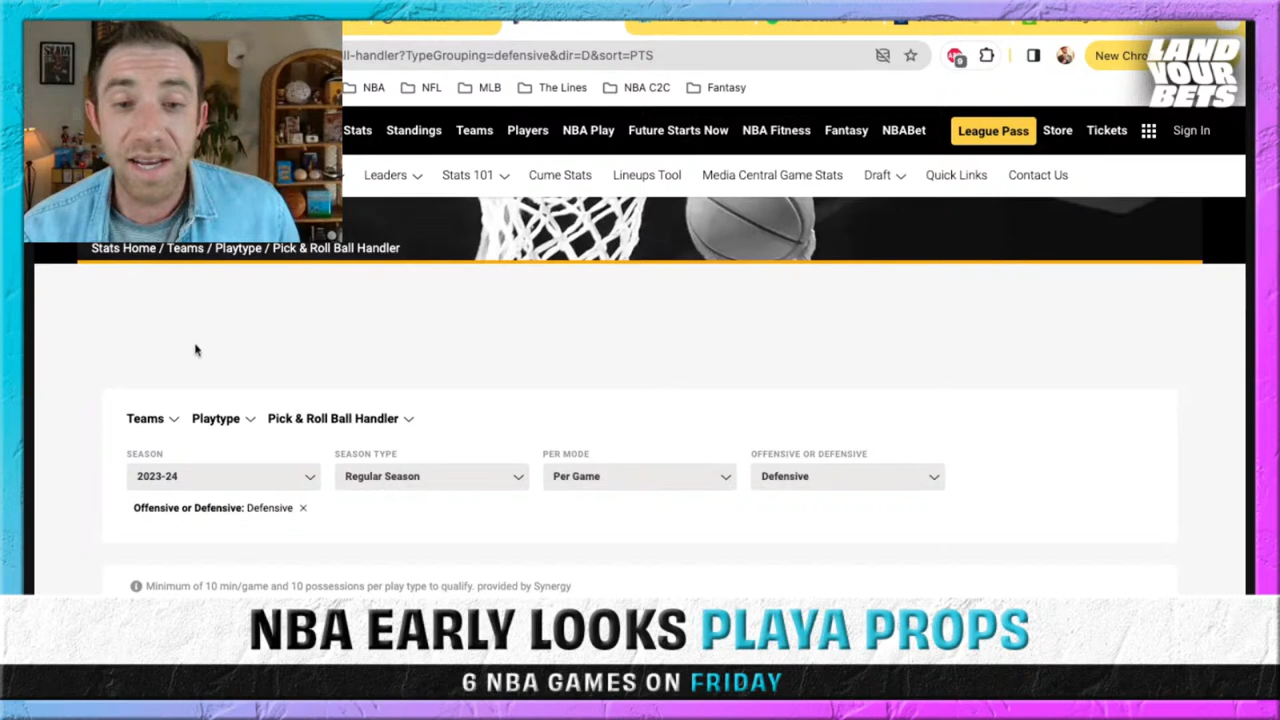 SLAM
ll-handler?TypeGrouping=defensive&dir=D&sort=PTS
9
New Chro
LAND YOUR BETS
NBA NFL MLB The Lines NBA C2C Fantasy
Stats Standings Teams Players NBA Play Future Starts Now NBA Fitness Fantasy NBABet League Pass Store Tickets Sign In
Leaders Stats 101 Cume Stats Lineups Tool Media Central Game Stats Draft Quick Links Contact Us
Stats Home / Teams / Playtype / Pick & Roll Ball Handler
Teams Playtype Pick & Roll Ball Handler
SEASON SEASON TYPE PER MODE OFFENSIVE OR DEFENSIVE
2023-24 Regular Season Per Game Defensive
Offensive or Defensive: Defensive ×
Minimum of 10 min/game and 10 possessions per play type to qualify. provided by Synergy
NBA EARLY LOOKS PLAYA PROPS
6 NBA GAMES ON FRIDAY